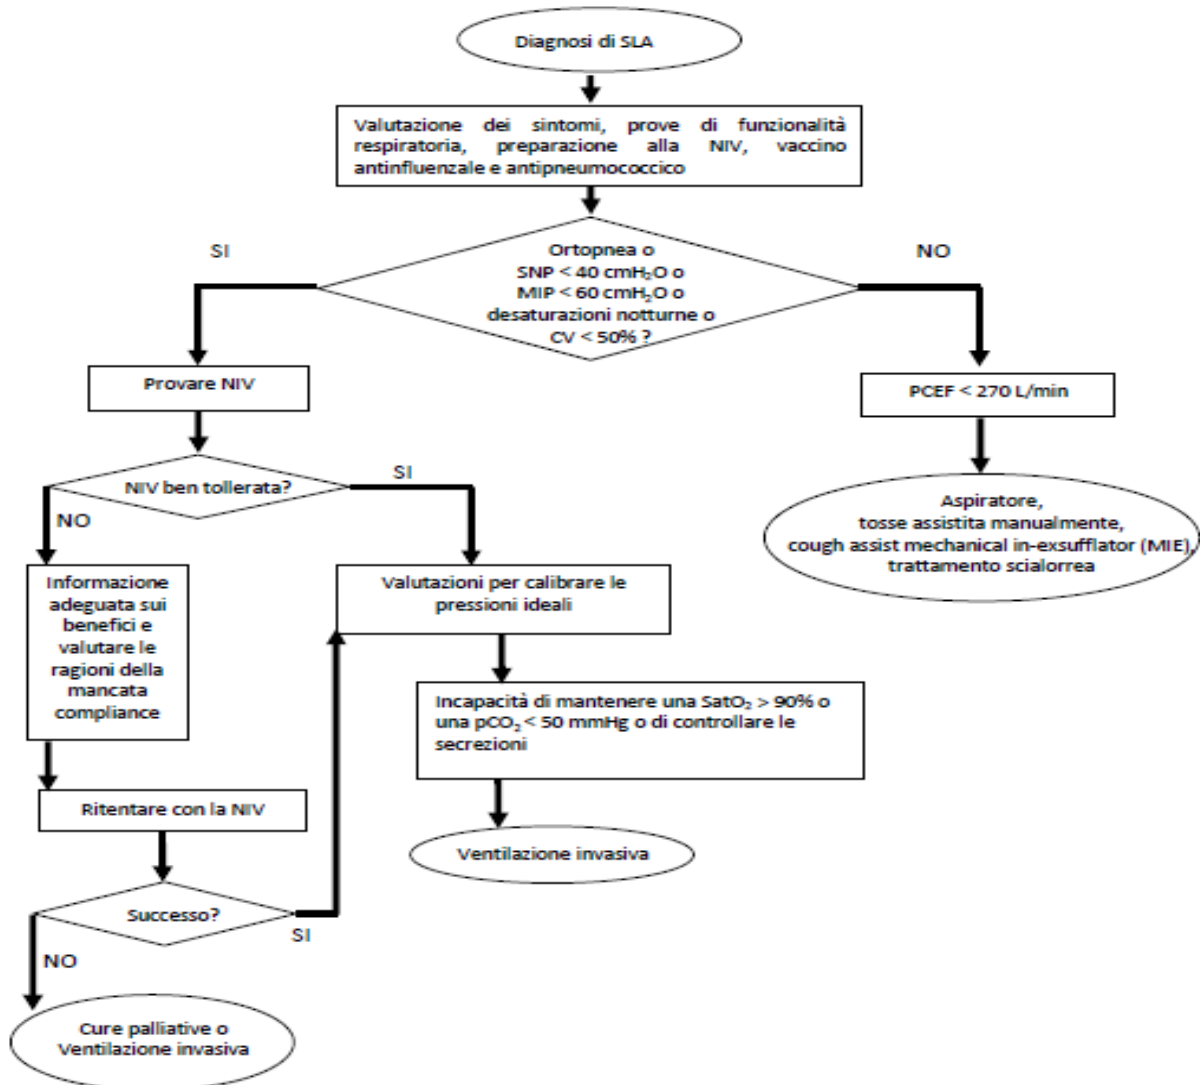 Diagnosi di SLA
Valutazione dei sintomi, prove di funzionalità
respiratoria, preparazione alla NIV, vaccino
antinfluenzale e antipneumococcico
SI
NO
Ortopnea o
SNP < 40 cmH₂O o
MIP < 60 cmH₂O o
desaturazioni notturne o
CV < 50% ?
Provare NIV
PCEF < 270 L/min
NIV ben tollerata?
SI
NO
Aspiratore,
tosse assistita manualmente,
cough assist mechanical in-exsufflator (MIE),
trattamento scialorrea
Informazione
adeguata sui
benefici e
valutare le
ragioni della
mancata
compliance
Valutazioni per calibrare le
pressioni ideali
Incapacità di mantenere una SatO₂ > 90% o
una pCO₂ < 50 mmHg o di controllare le
secrezioni
Ritentare con la NIV
Ventilazione invasiva
Successo?
SI
NO
Cure palliative o
Ventilazione invasiva